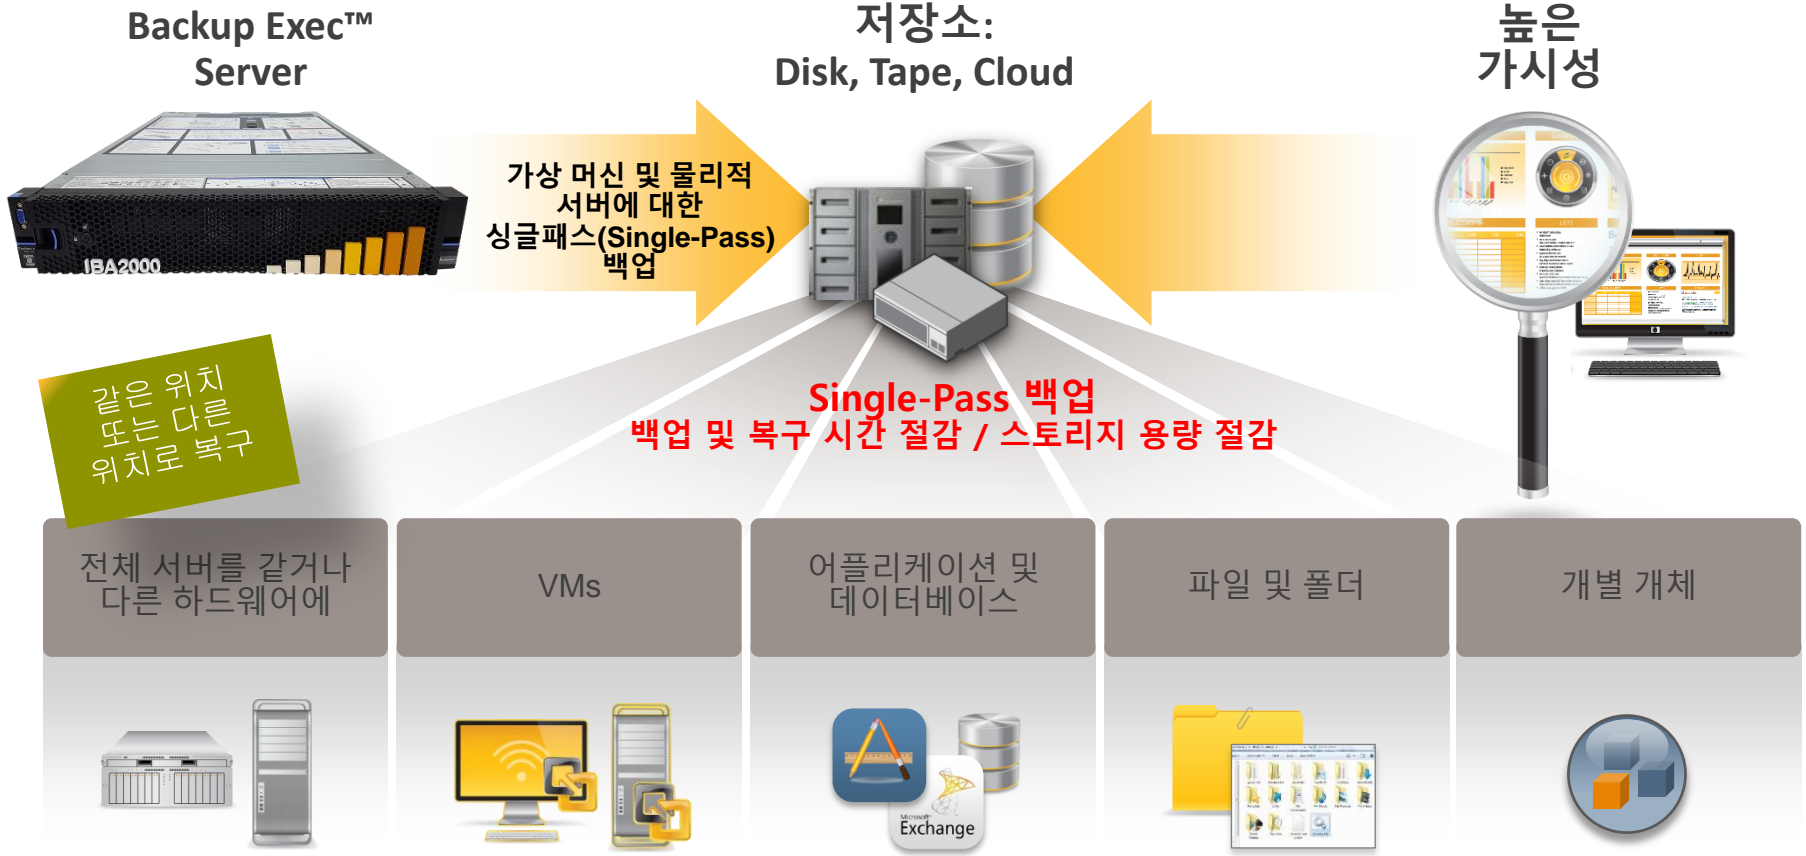 Backup Exec™
Server
저장소:
Disk, Tape, Cloud
높은
가시성
가상 머신 및 물리적
서버에 대한
싱글패스(Single-Pass)
백업
IBA2000
같은 위치
또는 다른
위치로 복구
Single-Pass 백업
백업 및 복구 시간 절감 / 스토리지 용량 절감
전체 서버를 같거나
다른 하드웨어에
VMs
어플리케이션 및
데이터베이스
파일 및 폴더
개별 개체
Microsoft
Exchange